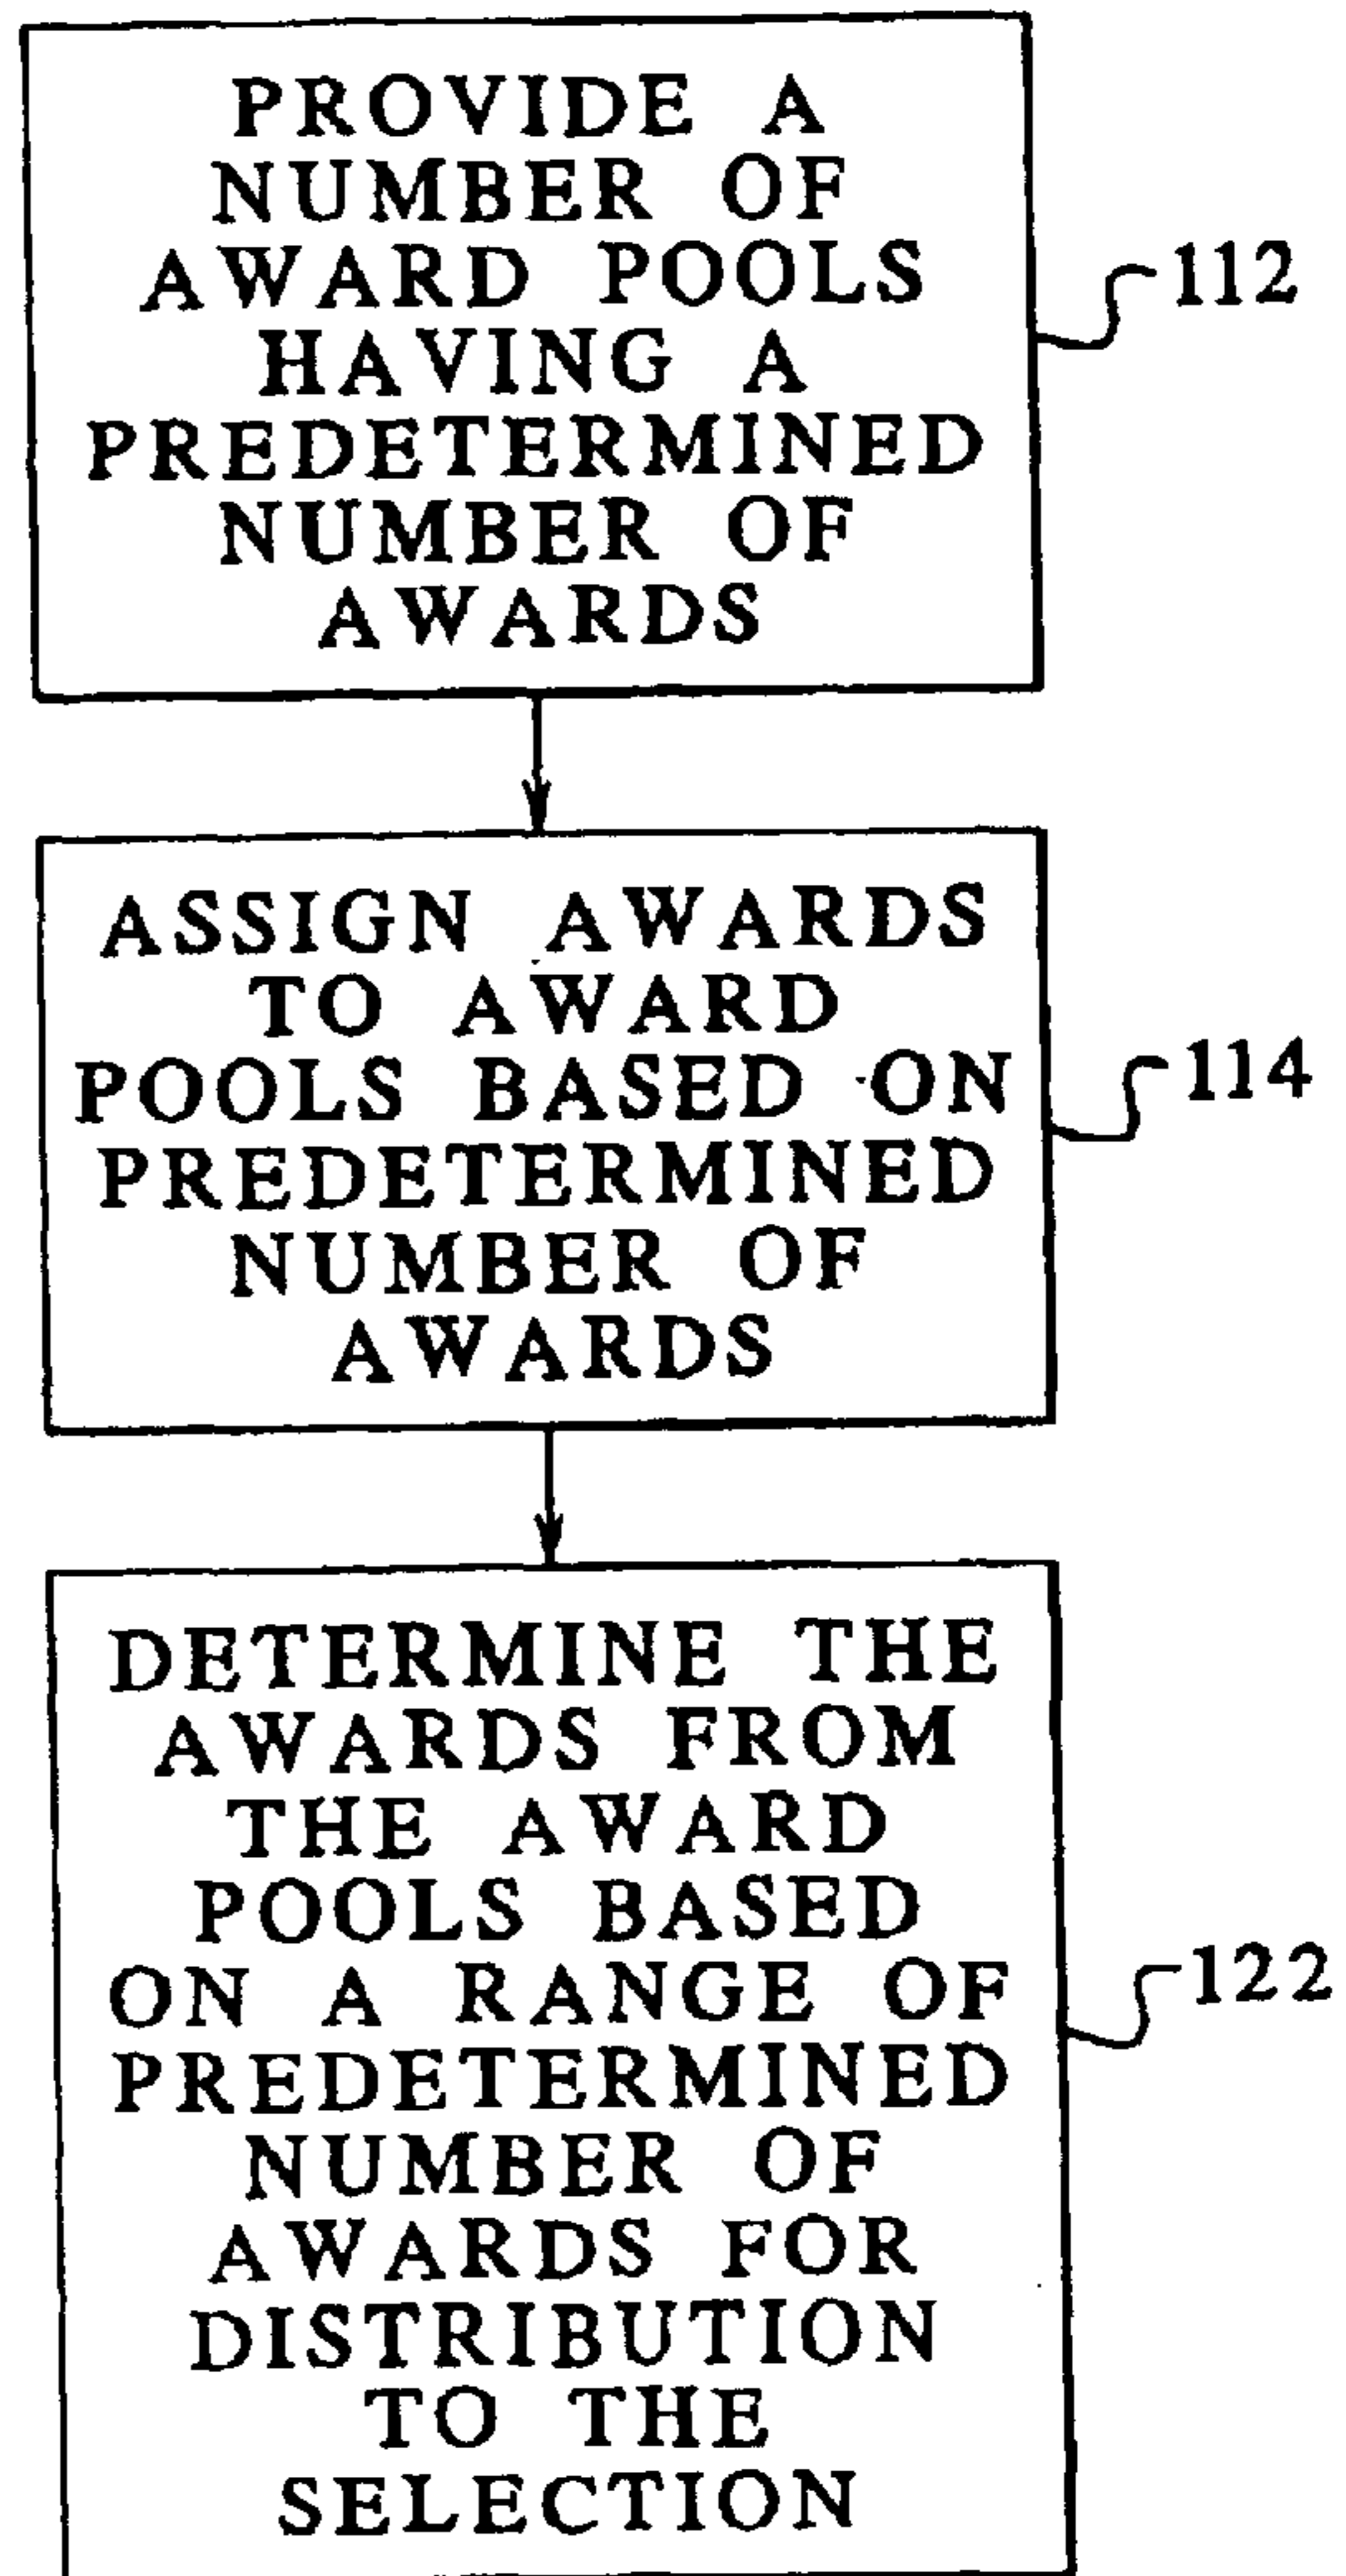 PROVIDE A
NUMBER OF
AWARD POOLS
HAVING A
PREDETERMINED
NUMBER OF
AWARDS
112
ASSIGN AWARDS
TO AWARD
POOLS BASED ON
PREDETERMINED
NUMBER OF
AWARDS
114
DETERMINE THE
AWARDS FROM
THE AWARD
POOLS BASED
ON A RANGE OF
PREDETERMINED
NUMBER OF
AWARDS FOR
DISTRIBUTION
TO THE
SELECTION
122